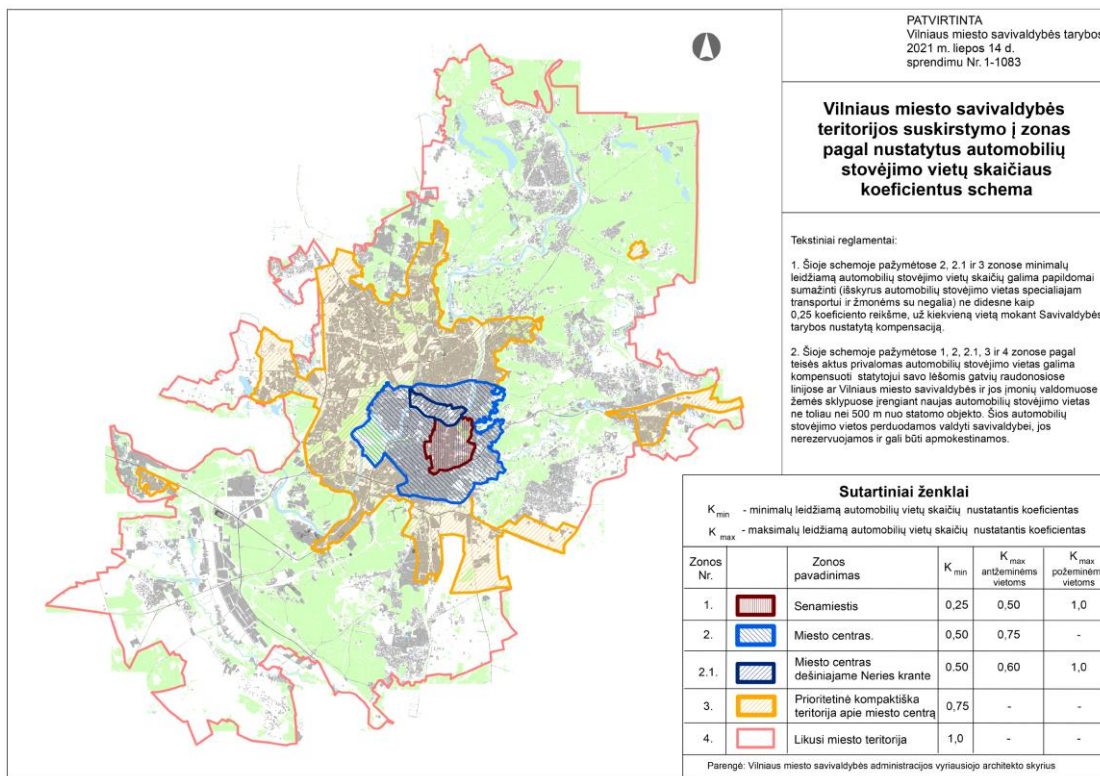 PATVIRTINTA
Vilniaus miesto savivaldybės tarybos
2021 m. liepos 14 d.
sprendimu Nr. 1-1083
Vilniaus miesto savivaldybės
teritorijos suskirstymo į zonas
pagal nustatytus automobilių
stovėjimo vietų skaičiaus
koeficientus schema
Tekstiniai reglamentai:
1. Šioje schemoje pažymėtose 2, 2.1 ir 3 zonose minimalų
leidžiamą automobilių stovėjimo vietų skaičių galima papildomai
sumažinti (išskyrus automobilių stovėjimo vietas specialiajam
transportui ir žmonėms su negalia) ne didesne kaip
0,25 koeficiento reikšme, už kiekvieną vietą mokant Savivaldybės
tarybos nustatytą kompensaciją.
2. Šioje schemoje pažymėtose 1, 2, 2.1, 3 ir 4 zonose pagal
teisės aktus privalomas automobilių stovėjimo vietas galima
kompensuoti statytojui savo lėšomis gatvių raudonosiose
linijose ar Vilniaus miesto savivaldybės ir jos įmonių valdomuose
žemės sklypuose įrengiant naujas automobilių stovėjimo vietas
ne toliau nei 500 m nuo statomo objekto. Šios automobilių
stovėjimo vietos perduodamos valdyti savivaldybei, jos
nerezervuojamos ir gali būti apmokestinamos.
Sutartiniai ženklai
K min - minimalų leidžiamą automobilių vietų skaičių nustatantis koeficientas
K max - maksimalų leidžiamą automobilių vietų skaičių nustatantis koeficientas
Zonos Nr. Zonos pavadinimas K min K max antžeminėms vietoms K max požeminėms vietoms
1. Senamiestis 0,25 0,50 1,0
2. Miesto centras. 0,50 0,75 -
2.1. Miesto centras dešiniajame Neries krante 0.50 0,60 1,0
3. Prioritetinė kompaktiška teritorija apie miesto centrą 0,75 - -
4. Likusi miesto teritorija 1,0 - -
Parengė: Vilniaus miesto savivaldybės administracijos vyriausiojo architekto skyrius